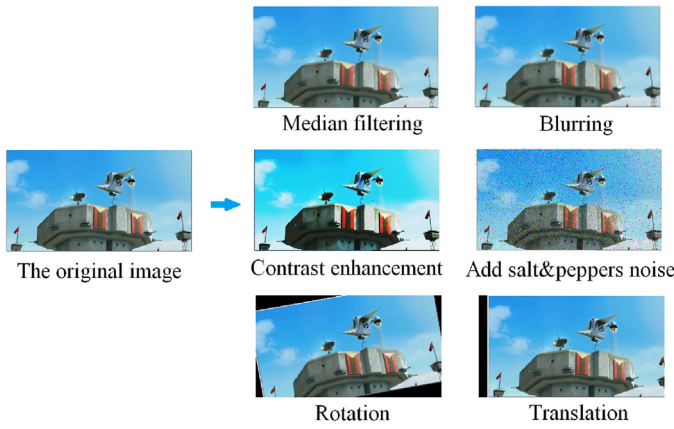 Median filtering
Blurring
The original image
Contrast enhancement
Add salt&peppers noise
Rotation
Translation